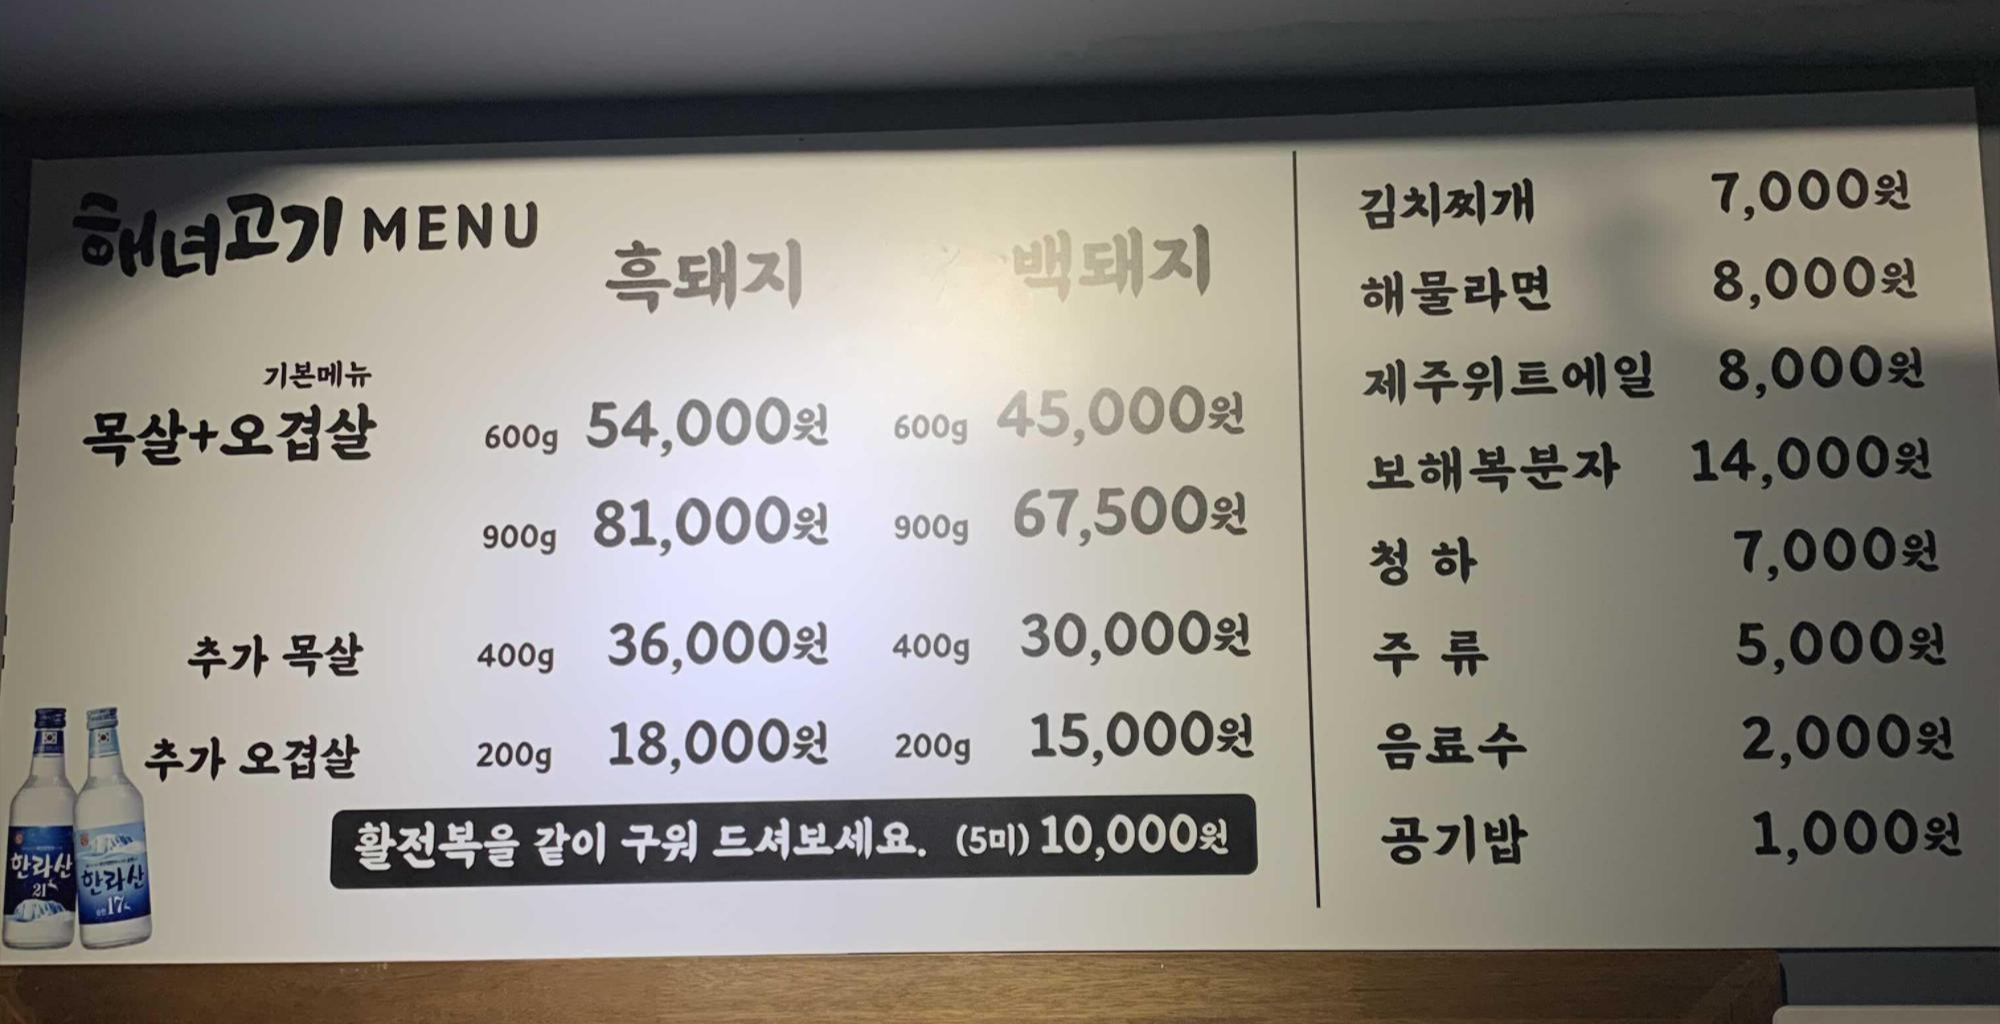 해녀고기 MENU
흑돼지 백돼지
기본메뉴
목살+오겹살 600g 54,000원 600g 45,000원
900g 81,000원 900g 67,500원
추가 목살 400g 36,000원 400g 30,000원
추가 오겹살 200g 18,000원 200g 15,000원
활전복을 같이 구워 드셔보세요. (5미) 10,000원
한라산
21
한라산
17
김치찌개 7,000원
해물라면 8,000원
제주위트에일 8,000원
보해복분자 14,000원
청 하 7,000원
주 류 5,000원
음료수 2,000원
공기밥 1,000원